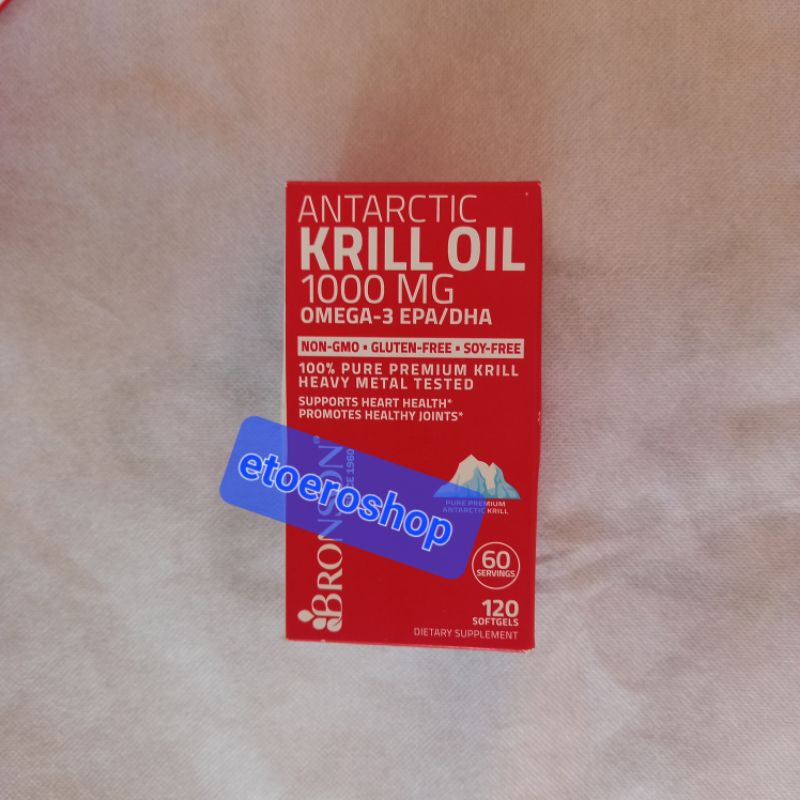 ANTARCTIC
KRILL OIL
1000 MG
OMEGA-3 EPA/DHA
NON-GMO • GLUTEN-FREE • SOY-FREE
100% PURE PREMIUM KRILL
HEAVY METAL TESTED
SUPPORTS HEART HEALTH*
PROMOTES HEALTHY JOINTS*
BRONSON®
SINCE 1960
etoeroshop
PURE PREMIUM
ANTARCTIC KRILL
60
SERVINGS
120
SOFTGELS
DIETARY SUPPLEMENT